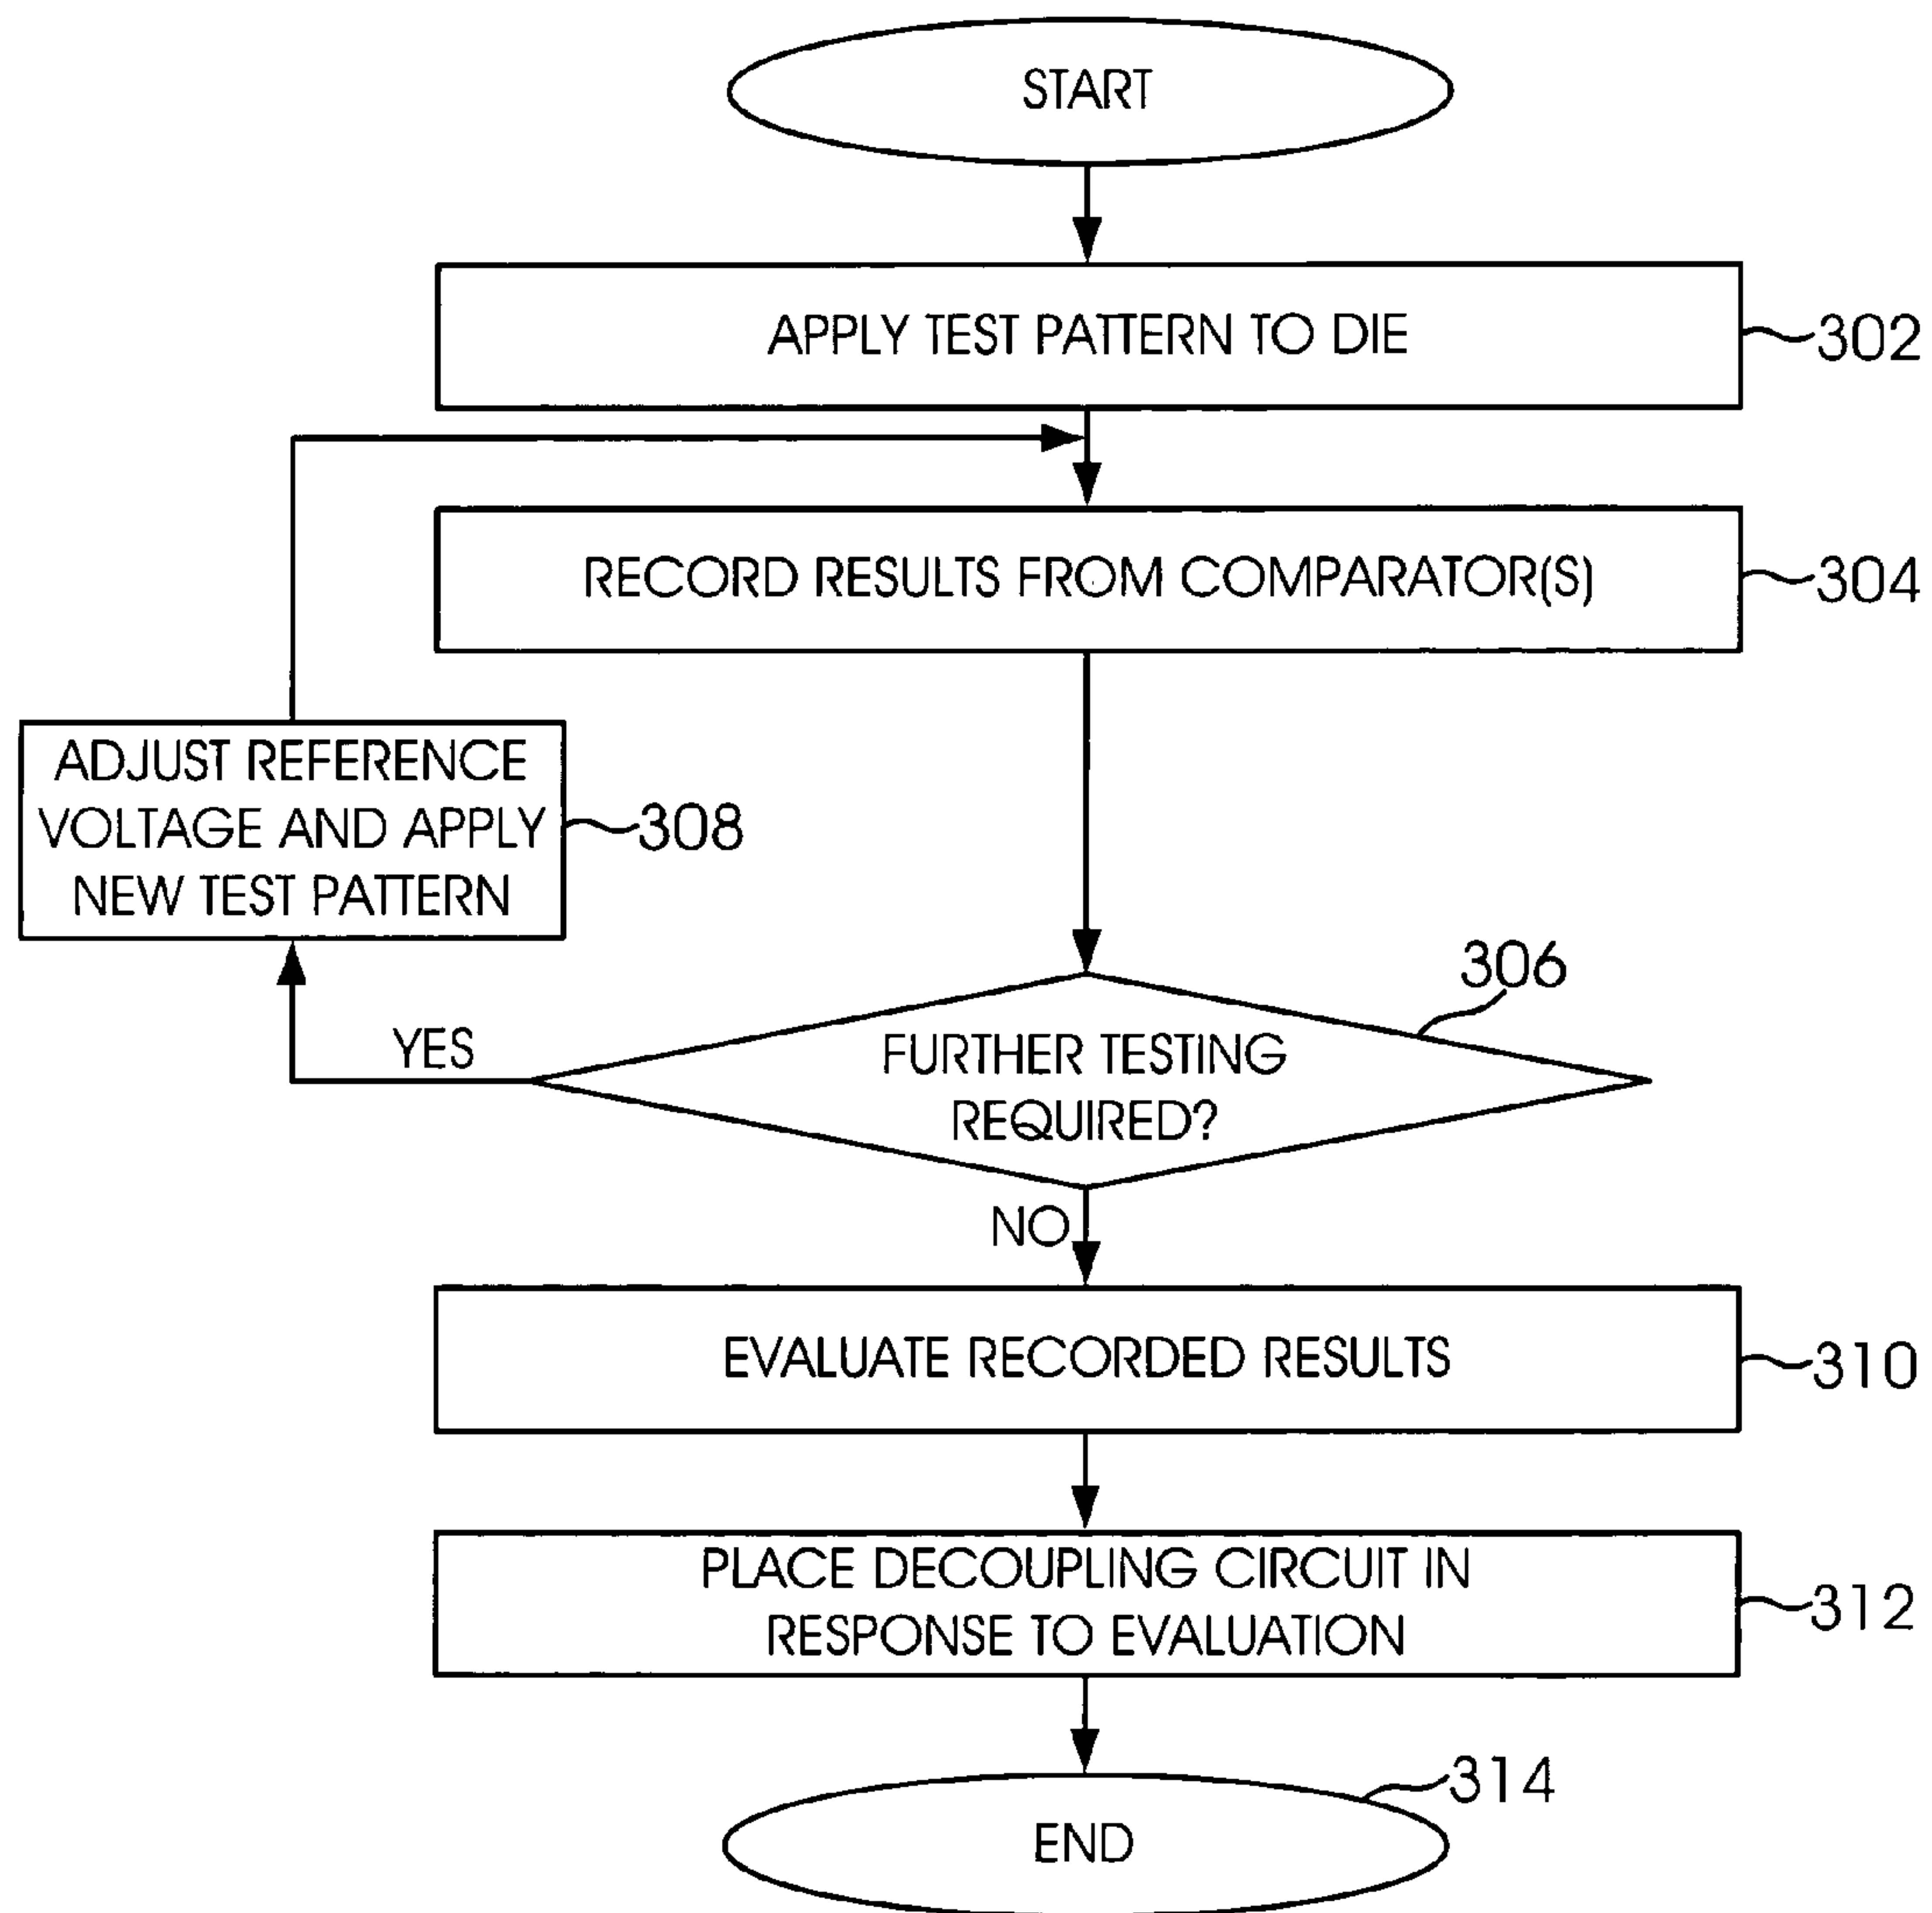 START
APPLY TEST PATTERN TO DIE
302
RECORD RESULTS FROM COMPARATOR(S)
304
ADJUST REFERENCE
VOLTAGE AND APPLY
NEW TEST PATTERN
308
306
YES
FURTHER TESTING
REQUIRED?
NO
EVALUATE RECORDED RESULTS
310
PLACE DECOUPLING CIRCUIT IN
RESPONSE TO EVALUATION
312
314
END